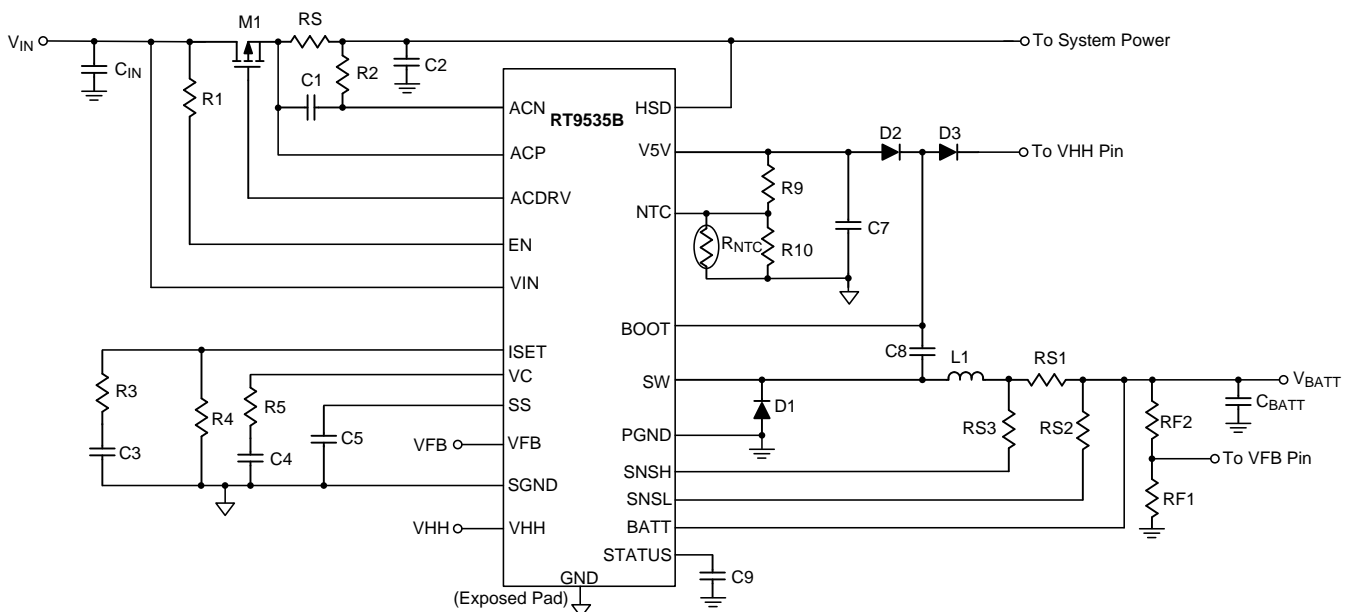 M1
RS
VIN
To System Power
CIN
R1
C1
R2
C2
ACN
HSD
RT9535B
ACP
V5V
D2
D3
To VHH Pin
ACDRV
NTC
R9
RNTC
R10
C7
EN
VIN
BOOT
ISET
C8
L1
RS1
VC
SW
VBATT
R3
R4
R5
SS
D1
CBATT
C3
C4
C5
VFB
VFB
PGND
RS3
RS2
RF2
To VFB Pin
SGND
SNSH
SNSL
RF1
VHH
VHH
BATT
STATUS
C9
GND
(Exposed Pad)